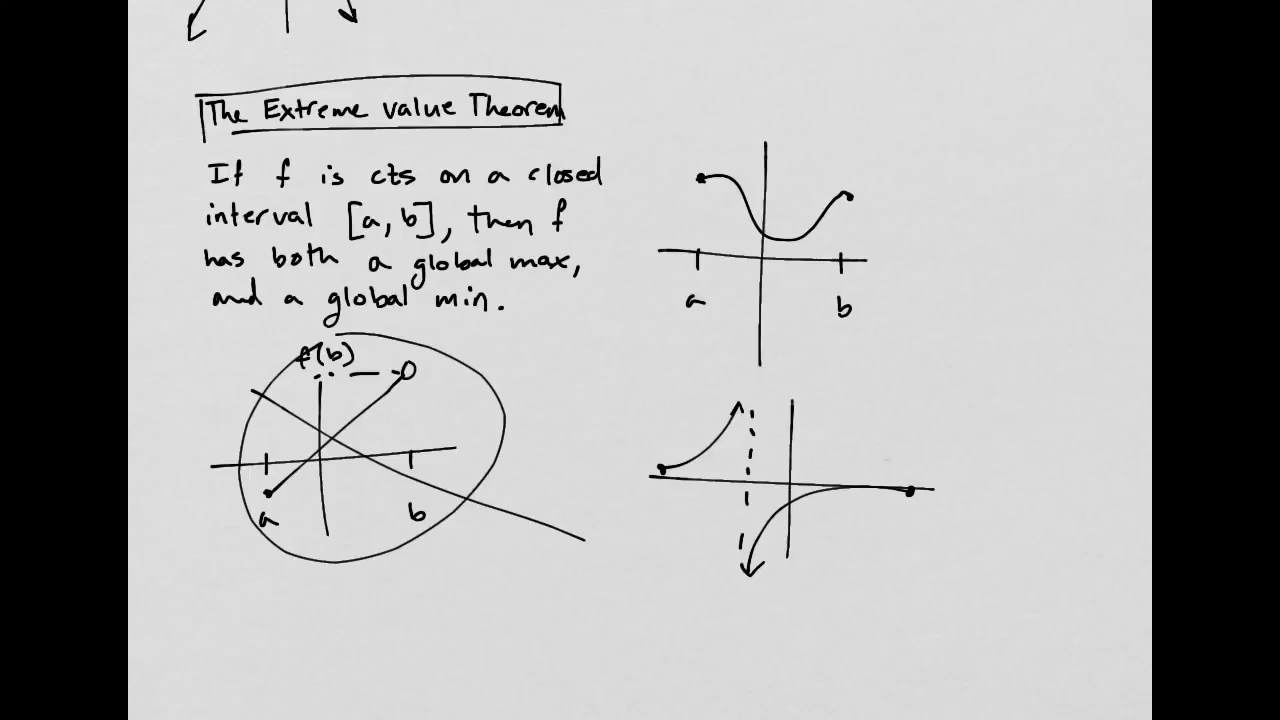 The Extreme value Theorem
If f is cts on a closed
interval [a, b], then f
has both a global max,
and a global min.
a
b
f(b)
a
b